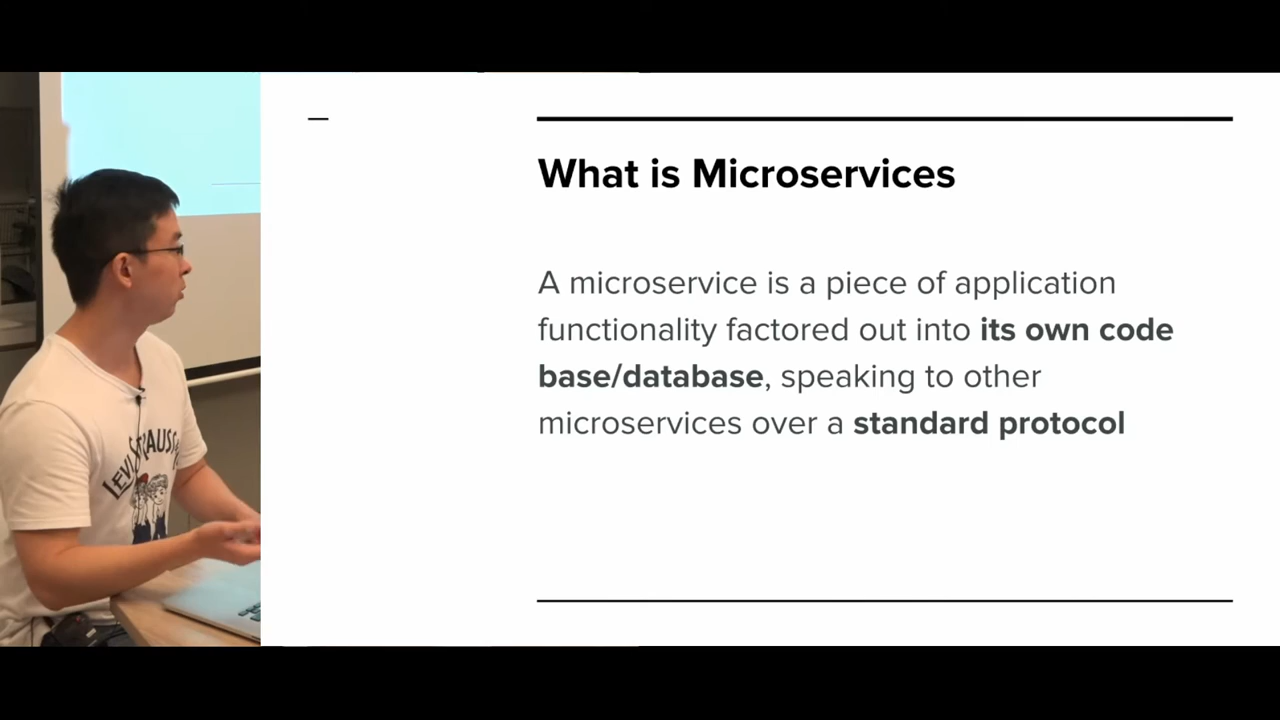 What is Microservices
A microservice is a piece of application
functionality factored out into its own code
base/database, speaking to other
microservices over a standard protocol